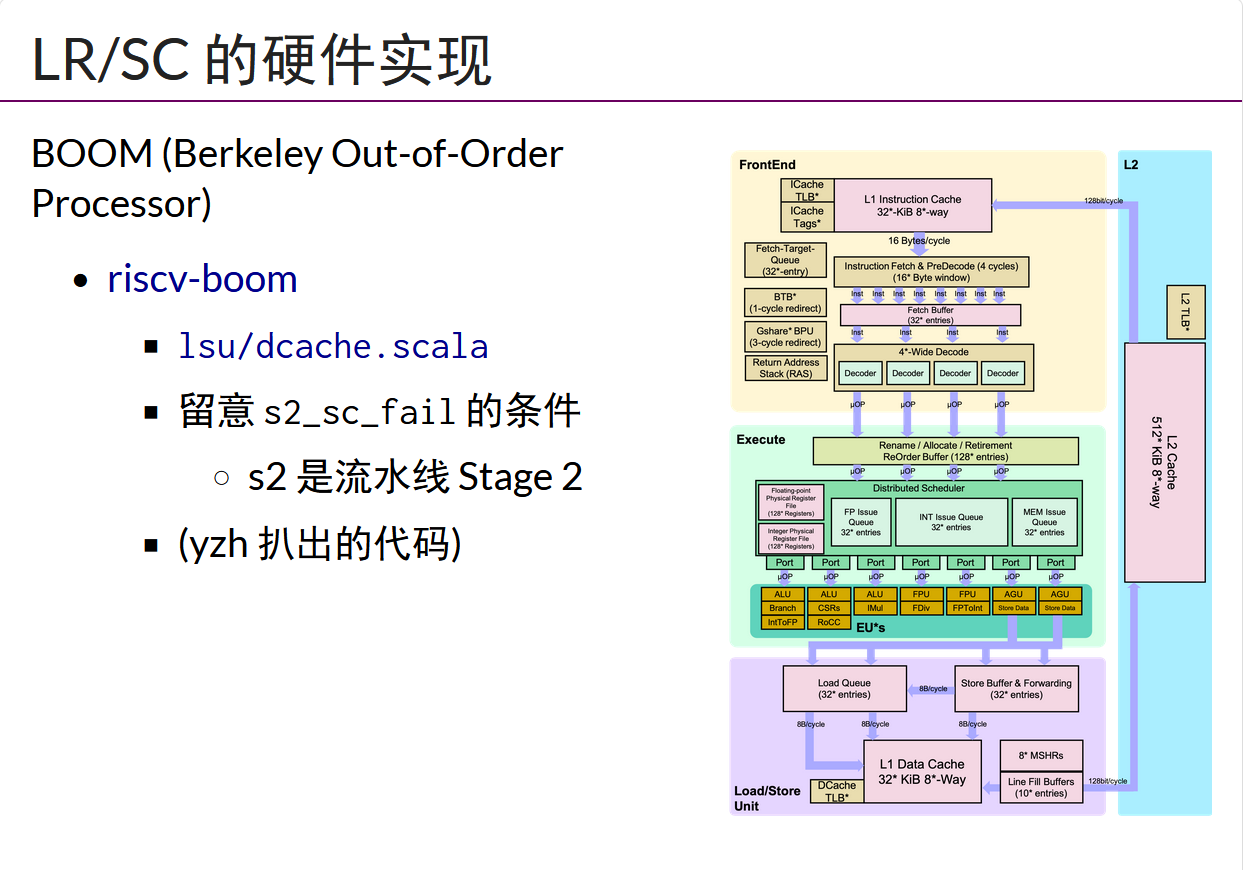 LR/SC 的硬件实现
BOOM (Berkeley Out-of-Order
Processor)
riscv-boom
lsu/dcache.scala
留意 s2_sc_fail 的条件
s2 是流水线 Stage 2
(yzh 扒出的代码)
FrontEnd
ICache
TLB*
ICache
Tags*
L1 Instruction Cache
32*-KiB 8*-way
16 Bytes/cycle
Fetch-Target-
Queue
(32*-entry)
Instruction Fetch & PreDecode (4 cycles)
(16* Byte window)
Inst Inst Inst Inst Inst Inst Inst Inst
BTB*
(1-cycle redirect)
Fetch Buffer
(32* entries)
Inst Inst Inst Inst
Gshare* BPU
(3-cycle redirect)
Return Address
Stack (RAS)
4*-Wide Decode
Decoder Decoder Decoder Decoder
µOP µOP µOP µOP
Execute
Rename / Allocate / Retirement
ReOrder Buffer (128* entries)
µOP µOP µOP µOP
Distributed Scheduler
Floating-point
Physical Register
File
(128* Registers)
Integer Physical
Register File
(128* Registers)
FP Issue
Queue
32* entries
INT Issue Queue
32* entries
MEM Issue
Queue
32* entries
Port Port Port Port Port Port Port
µOP µOP µOP µOP µOP µOP µOP
ALU ALU ALU FPU FPU AGU AGU
Branch CSRs IMul FDiv FPToInt Store Data Store Data
IntToFP RoCC
EU*s
Load Queue
(32* entries)
8B/cycle
Store Buffer & Forwarding
(32* entries)
8B/cycle 8B/cycle 8B/cycle
L1 Data Cache
32* KiB 8*-Way
DCache
TLB*
8* MSHRs
Line Fill Buffers
(10* entries)
Load/Store
Unit
L2
128bit/cycle
L2 TLB*
L2 Cache
512* KiB 8*-way
128bit/cycle